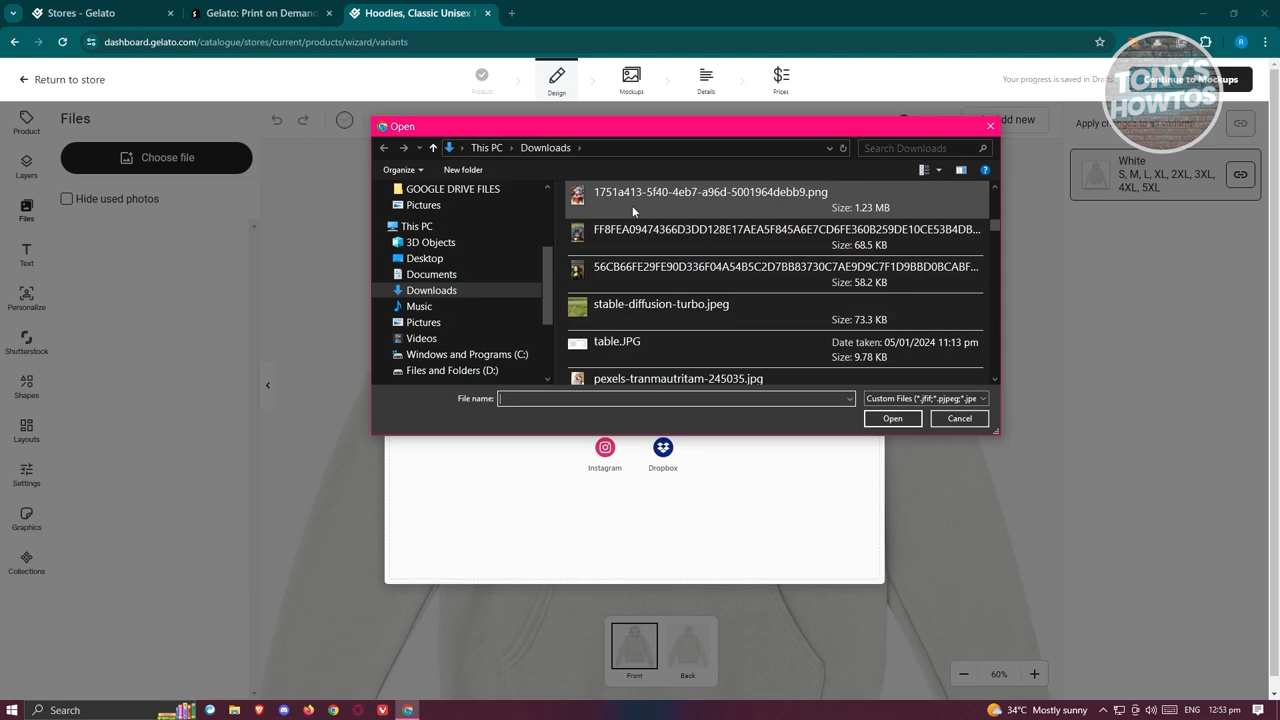 Stores - Gelato
Gelato: Print on Demand
Hoodies, Classic Unisex
dashboard.gelato.com/catalogue/stores/current/products/wizard/variants
Return to store
Product
Design
Mockups
Details
Prices
Your progress is saved in Drafts
Continue to Mockups
TONY'S
HOWTOS
Product
Layers
Files
Text
Personalize
Shutterstock
Shapes
Layouts
Settings
Graphics
Collections
Files
Choose file
Hide used photos
Add new
Apply changes to all variants
White
S, M, L, XL, 2XL, 3XL,
4XL, 5XL
Open
This PC
Downloads
Search Downloads
Organize
New folder
GOOGLE DRIVE FILES
Pictures
This PC
3D Objects
Desktop
Documents
Downloads
Music
Pictures
Videos
Windows and Programs (C:)
Files and Folders (D:)
1751a413-5f40-4eb7-a96d-5001964debb9.png
Size: 1.23 MB
FF8FEA09474366D3DD128E17AEA5F845A6E7CD6FE360B259DE10CE53B4DB...
Size: 68.5 KB
56CB66FE29FE90D336F04A54B5C2D7BB83730C7AE9D9C7F1D9BBD0BCABF...
Size: 58.2 KB
stable-diffusion-turbo.jpeg
Size: 73.3 KB
table.JPG
Date taken: 05/01/2024 11:13 pm
Size: 9.78 KB
pexels-tranmautritam-245035.jpg
File name:
Custom Files (*.jfif;*.pjpeg;*.jpe
Open
Cancel
Instagram
Dropbox
Front
Back
60%
Search
34°C Mostly sunny
ENG
12:53 pm